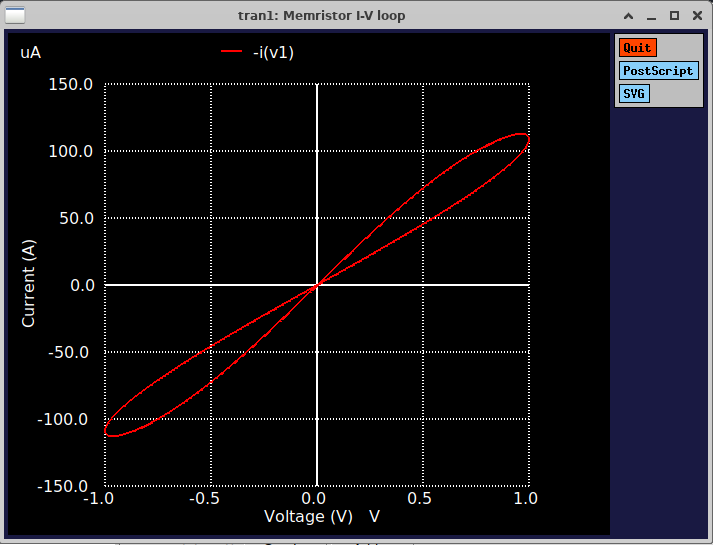 tran1: Memristor I-V loop
Quit
PostScript
SVG
uA
-i(v1)
150.0
100.0
50.0
0.0
-50.0
-100.0
-150.0
Current (A)
-1.0 -0.5 0.0 0.5 1.0
Voltage (V) V